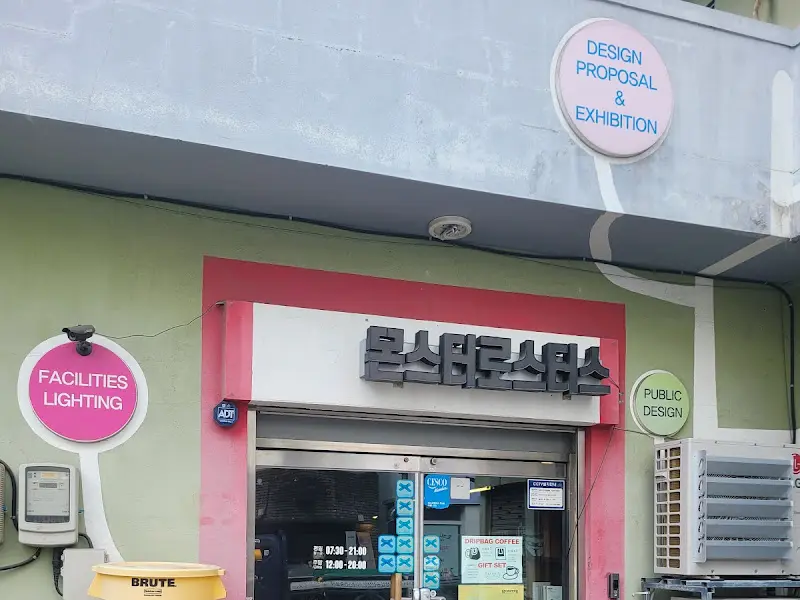 DESIGN
PROPOSAL
&
EXHIBITION
몬스터로스터스
FACILITIES
LIGHTING
PUBLIC
DESIGN
ADT
CINCO
07:30 - 21:00
12:00 - 20:00
DRIPBAG COFFEE
GIFT SET
BRUTE